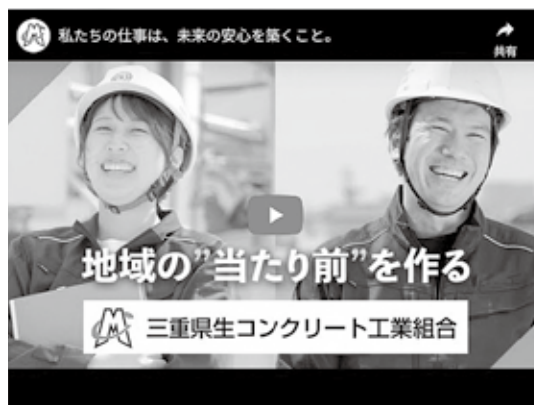 私たちの仕事は、未来の安心を築くこと。
共有
地域の”当たり前”を作る
三重県生コンクリート工業組合